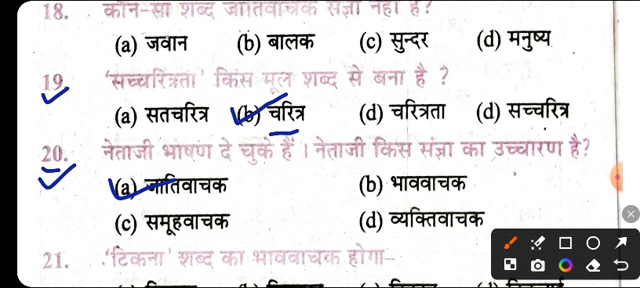 18. कौन-सा शब्द जातिवाचक संज्ञा नहीं है?
(a) जवान (b) बालक (c) सुन्दर (d) मनुष्य
19 'सच्चरित्रता' किस मूल शब्द से बना है ?
(a) सतचरित्र (b) चरित्र (d) चरित्रता (d) सच्चरित्र
20. नेताजी भाषण दे चुके हैं । नेताजी किस संज्ञा का उच्चारण है?
(a) जातिवाचक (b) भाववाचक
(c) समूहवाचक (d) व्यक्तिवाचक
21. 'टिकना' शब्द का भाववाचक होगा–